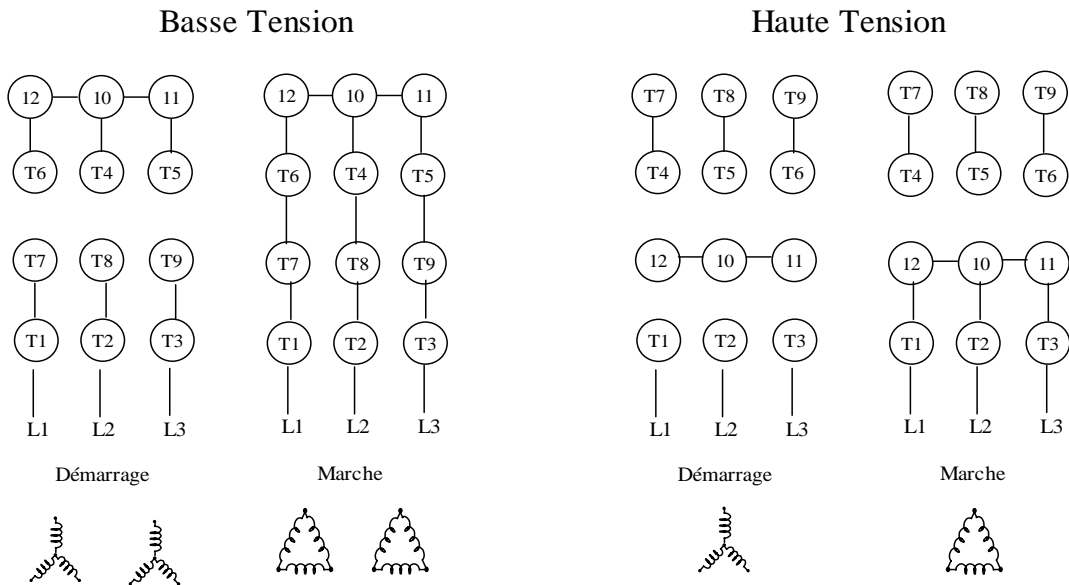 Basse Tension
Haute Tension
12 10 11
T6 T4 T5
T7 T8 T9
T1 T2 T3
L1 L2 L3
Démarrage
12 10 11
T6 T4 T5
T7 T8 T9
T1 T2 T3
L1 L2 L3
Marche
T7 T8 T9
T4 T5 T6
12 10 11
T1 T2 T3
L1 L2 L3
Démarrage
T7 T8 T9
T4 T5 T6
12 10 11
T1 T2 T3
L1 L2 L3
Marche